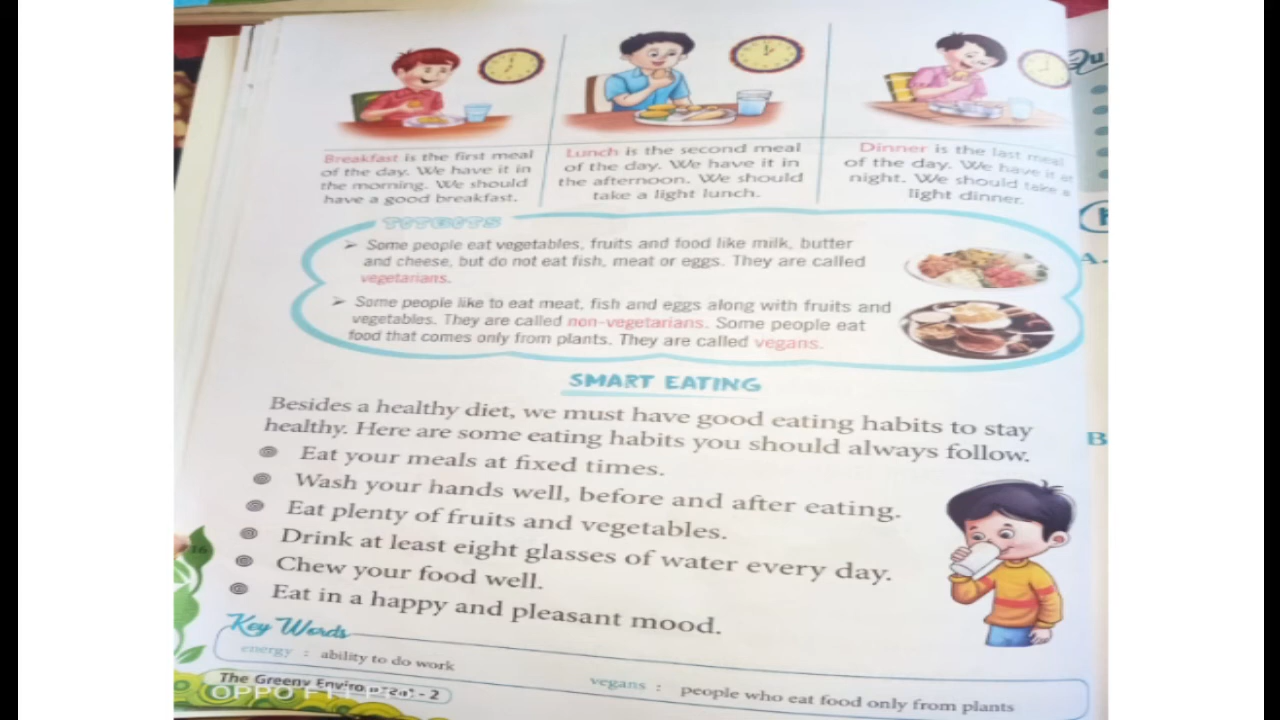 Breakfast is the first meal
of the day. We have it in
the morning. We should
have a good breakfast.
Lunch is the second meal
of the day. We have it in
the afternoon. We should
take a light lunch.
Dinner is the last meal
of the day. We have it at
night. We should take a
light dinner.
TITBITS
➢ Some people eat vegetables, fruits and food like milk, butter
and cheese, but do not eat fish, meat or eggs. They are called
vegetarians.
➢ Some people like to eat meat, fish and eggs along with fruits and
vegetables. They are called non-vegetarians. Some people eat
food that comes only from plants. They are called vegans.
SMART EATING
Besides a healthy diet, we must have good eating habits to stay
healthy. Here are some eating habits you should always follow.
Eat your meals at fixed times.
Wash your hands well, before and after eating.
Eat plenty of fruits and vegetables.
Drink at least eight glasses of water every day.
Chew your food well.
Eat in a happy and pleasant mood.
16
Key Words
energy : ability to do work
vegans : people who eat food only from plants
The Greeny - 2
OPPO
A.
B